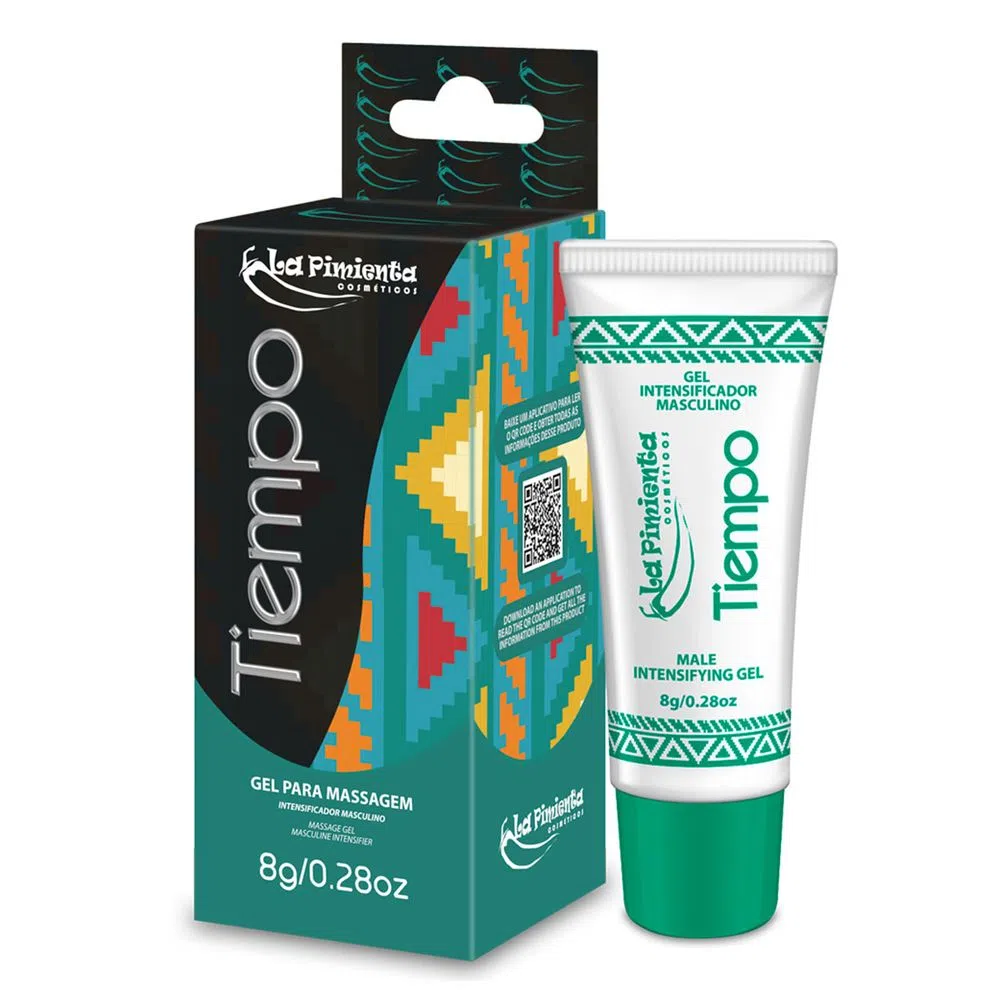 La Pimienta
COSMÉTICOS
Tiempo
GEL PARA MASSAGEM
INTENSIFICADOR MASCULINO
MASSAGE GEL
MASCULINE INTENSIFIER
8g/0.28oz
BAIXE UM APLICATIVO PARA LER
O QR CODE E OBTER TODAS AS
INFORMAÇÕES DESSE PRODUTO
DOWNLOAD AN APPLICATION TO
READ THE QR CODE AND GET ALL THE
INFORMATION FROM THIS PRODUCT
La Pimienta
COSMÉTICOS
GEL
INTENSIFICADOR
MASCULINO
La Pimienta
COSMÉTICOS
Tiempo
MALE
INTENSIFYING GEL
8g/0.28oz